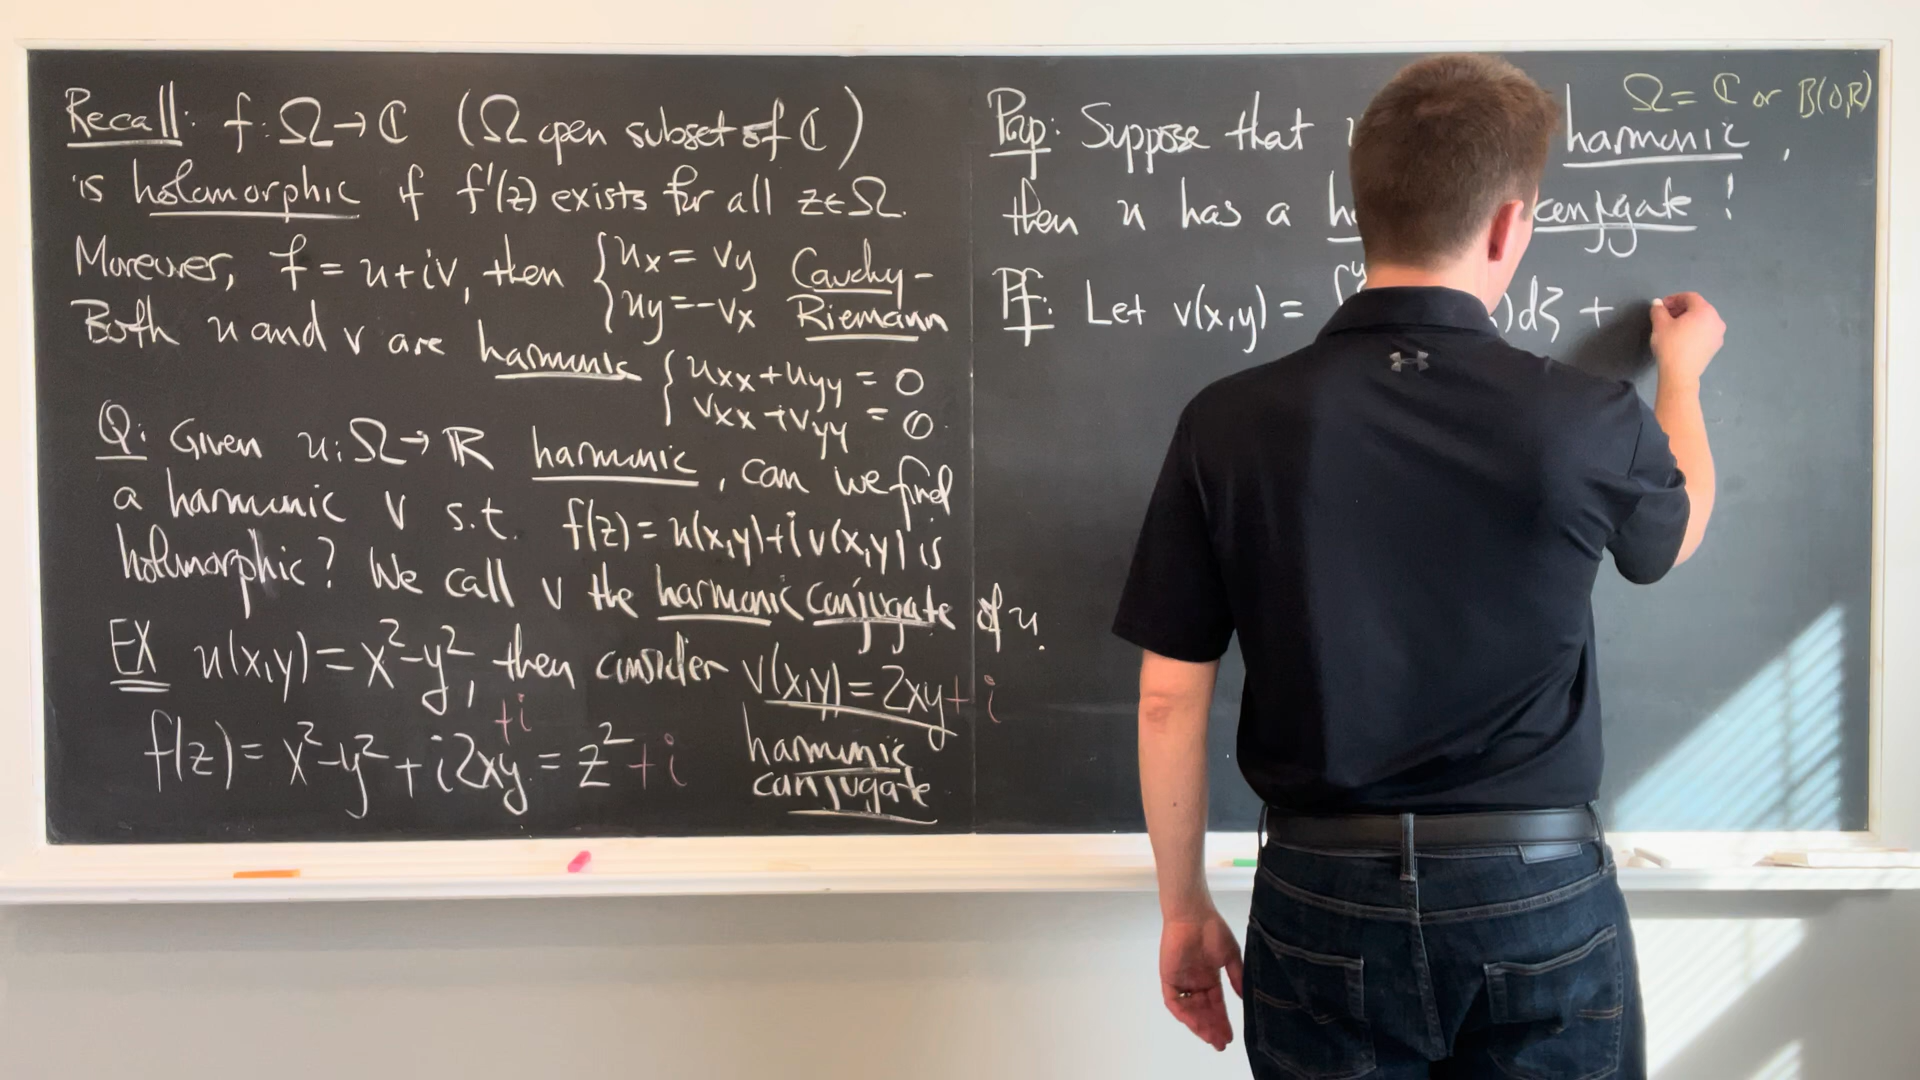 Recall: f:Ω→ℂ (Ω open subset of ℂ)
is holomorphic if f'(z) exists for all z∈Ω.
Moreover, f = u+iv, then { u_x = v_y Cauchy-
u_y = -v_x Riemann
Both u and v are harmonic { u_xx + u_yy = 0
v_xx + v_yy = 0
Q: Given u:Ω→ℝ harmonic, can we find
a harmonic v s.t. f(z) = u(x,y)+iv(x,y) is
holomorphic? We call v the harmonic conjugate of u.
EX u(x,y) = x²-y², then consider v(x,y) = 2xy + i
+i
f(z) = x²-y²+i2xy = z² + i
harmonic
conjugate
Ω = ℂ or B(0,R)
Prop: Suppose that harmonic,
then u has a conjugate!
Pf: Let v(x,y) = ∫ )dζ +